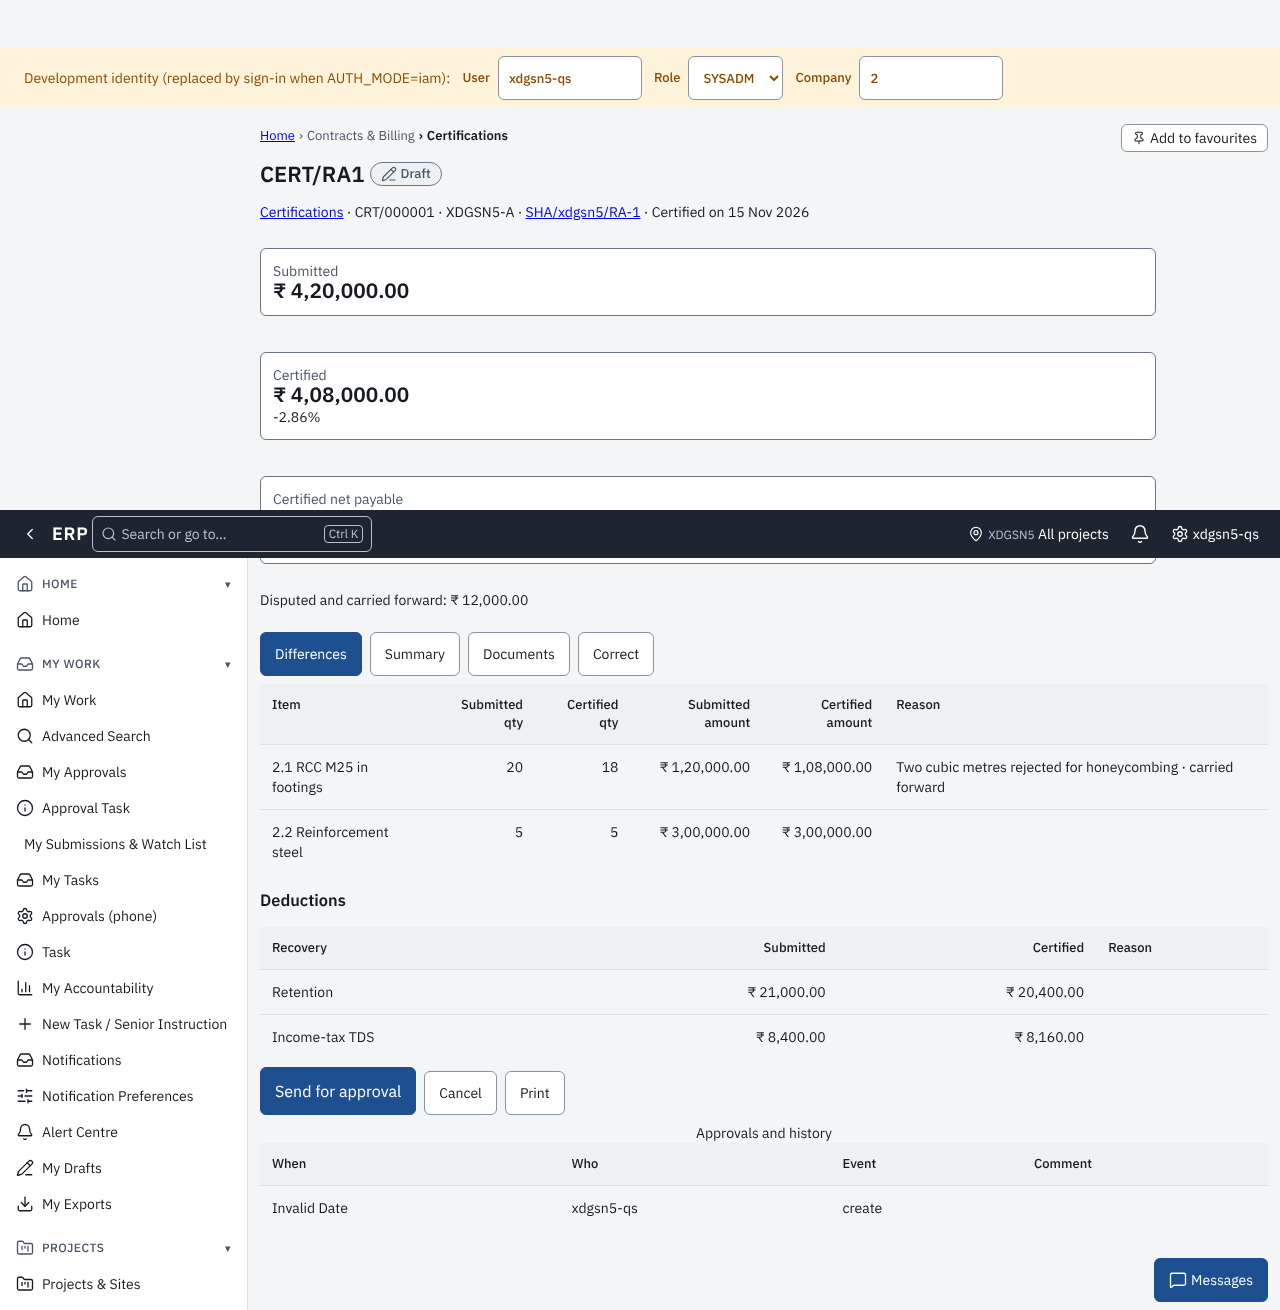 Development identity (replaced by sign-in when AUTH_MODE=iam): User xdgsn5-qs Role SYSADM Company 2
Home › Contracts & Billing › Certifications
Add to favourites
CERT/RA1 Draft
Certifications · CRT/000001 · XDGSN5-A · SHA/xdgsn5/RA-1 · Certified on 15 Nov 2026
Submitted
₹ 4,20,000.00
Certified
₹ 4,08,000.00
-2.86%
Certified net payable
ERP Search or go to... Ctrl K XDGSN5 All projects xdgsn5-qs
HOME
Home
MY WORK
My Work
Advanced Search
My Approvals
Approval Task
My Submissions & Watch List
My Tasks
Approvals (phone)
Task
My Accountability
New Task / Senior Instruction
Notifications
Notification Preferences
Alert Centre
My Drafts
My Exports
PROJECTS
Projects & Sites
Disputed and carried forward: ₹ 12,000.00
Differences Summary Documents Correct
Item Submitted qty Certified qty Submitted amount Certified amount Reason
2.1 RCC M25 in footings 20 18 ₹ 1,20,000.00 ₹ 1,08,000.00 Two cubic metres rejected for honeycombing · carried forward
2.2 Reinforcement steel 5 5 ₹ 3,00,000.00 ₹ 3,00,000.00
Deductions
Recovery Submitted Certified Reason
Retention ₹ 21,000.00 ₹ 20,400.00
Income-tax TDS ₹ 8,400.00 ₹ 8,160.00
Send for approval Cancel Print
Approvals and history
When Who Event Comment
Invalid Date xdgsn5-qs create
Messages